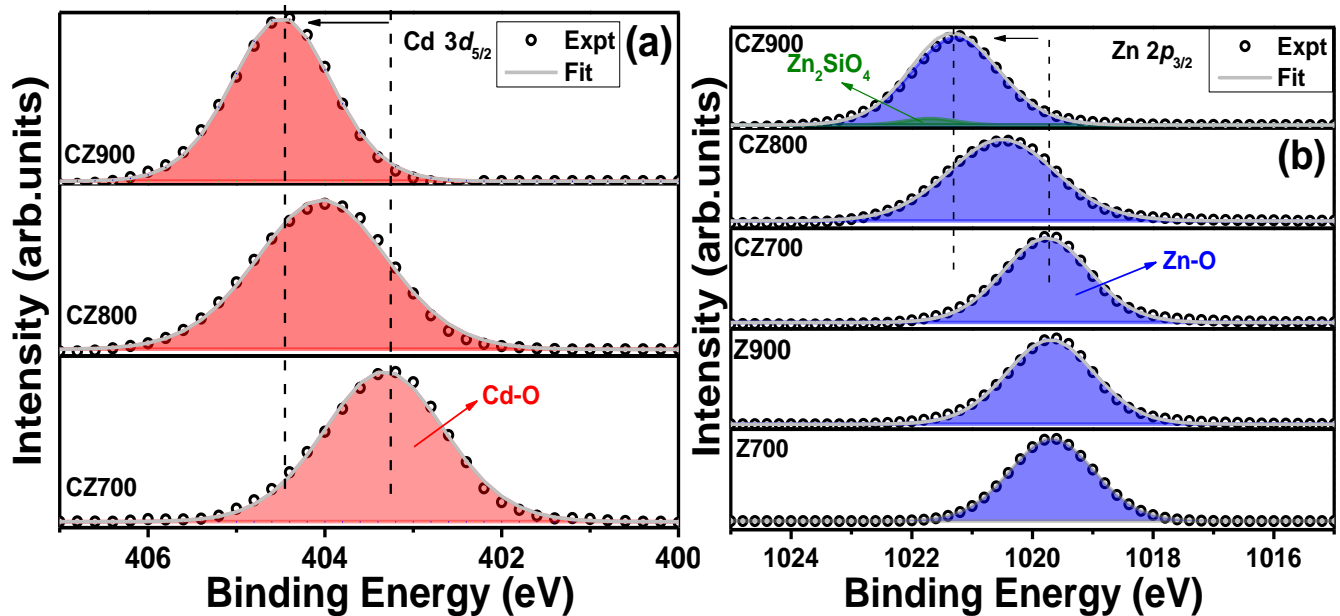 Intensity (arb.units)
Cd 3d5/2
Expt
Fit
(a)
CZ900
CZ800
CZ700
Cd-O
406
404
402
400
Binding Energy (eV)
Intensity (arb.units)
CZ900
Zn2SiO4
Zn 2p3/2
Expt
Fit
CZ800
(b)
CZ700
Zn-O
Z900
Z700
1024
1022
1020
1018
1016
Binding Energy (eV)